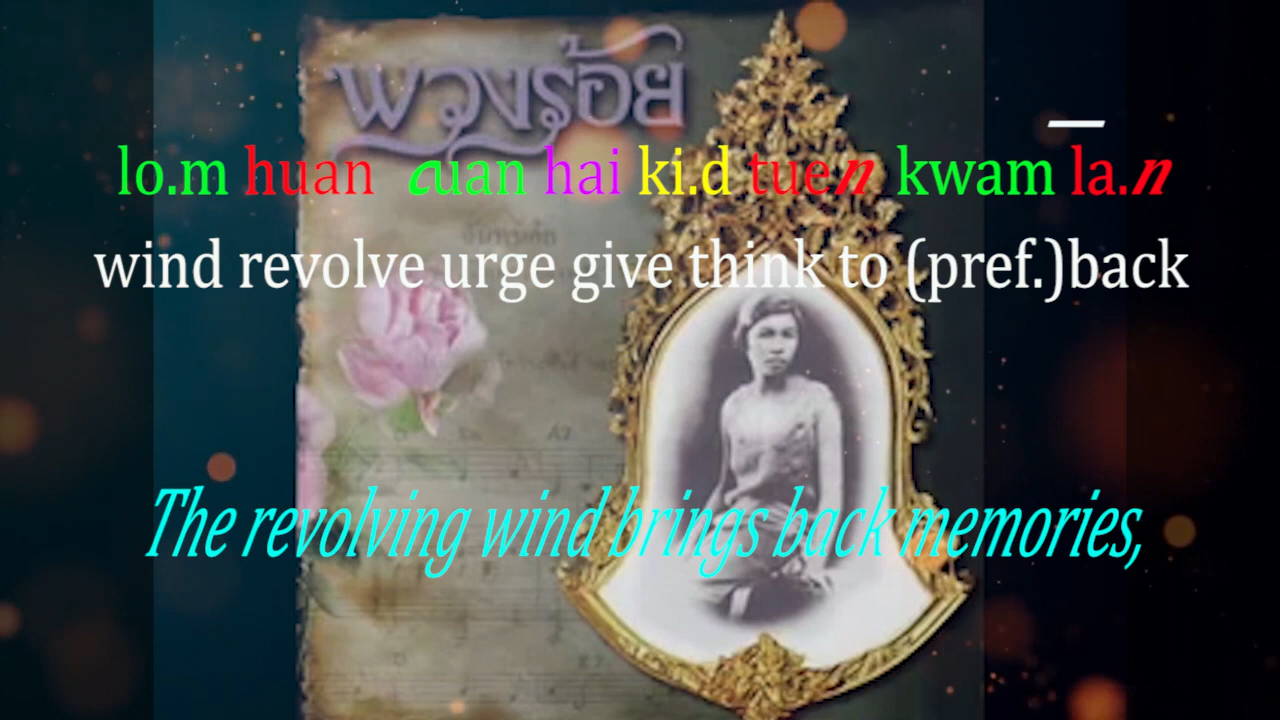 พวงร้อย
lo.m huan cuan hai ki.d tuen kwam la.n
wind revolve urge give think to (pref.)back
The revolving wind brings back memories,